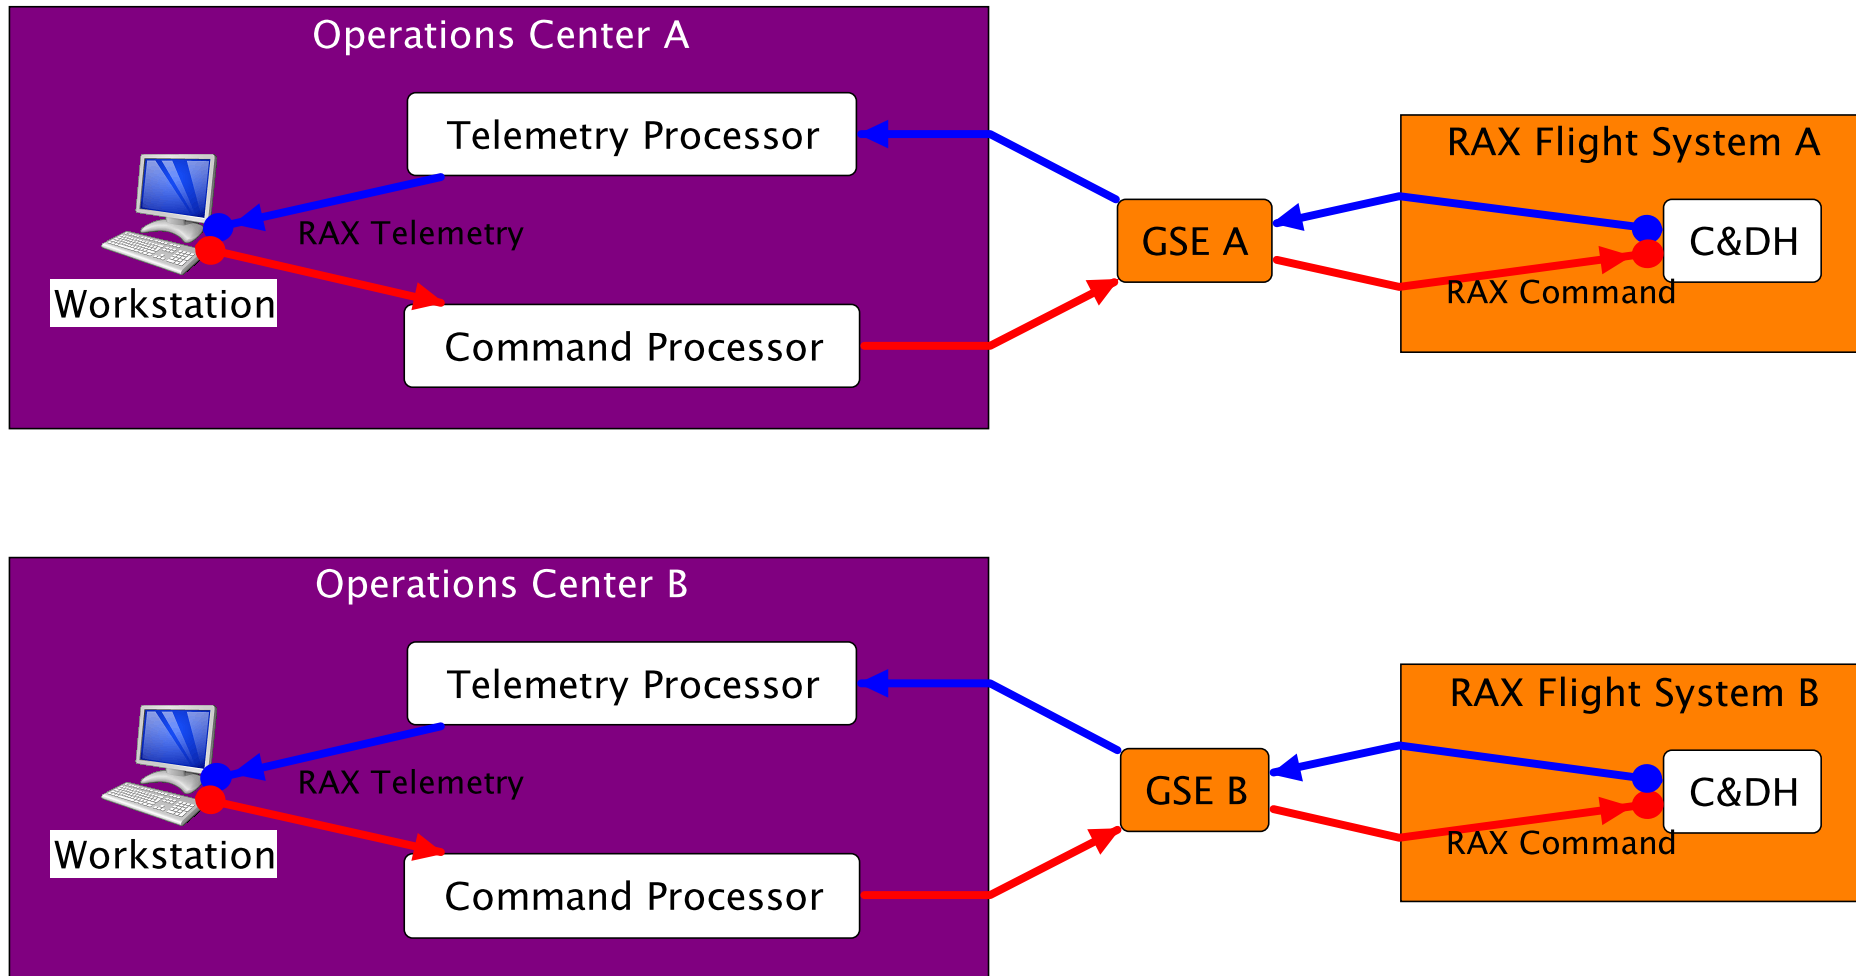 Operations Center A
Telemetry Processor
RAX Flight System A
RAX Telemetry
GSE A
C&DH
RAX Command
Workstation
Command Processor
Operations Center B
Telemetry Processor
RAX Flight System B
RAX Telemetry
GSE B
C&DH
RAX Command
Workstation
Command Processor